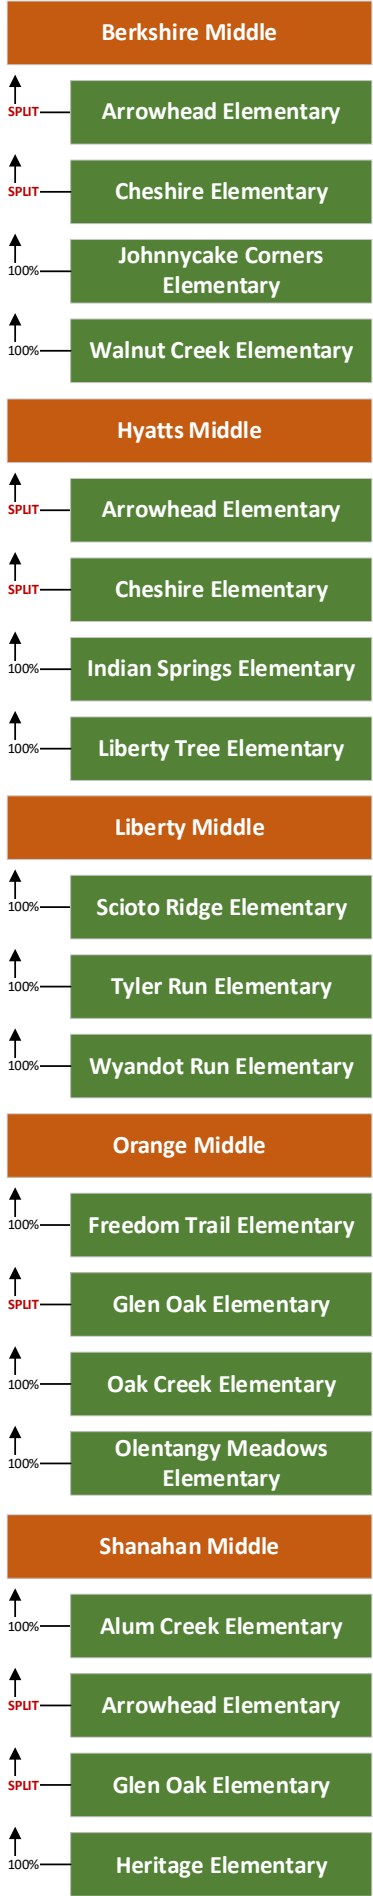 Berkshire Middle
SPLIT
Arrowhead Elementary
SPLIT
Cheshire Elementary
100%
Johnnycake Corners
Elementary
100%
Walnut Creek Elementary
Hyatts Middle
SPLIT
Arrowhead Elementary
SPLIT
Cheshire Elementary
100%
Indian Springs Elementary
100%
Liberty Tree Elementary
Liberty Middle
100%
Scioto Ridge Elementary
100%
Tyler Run Elementary
100%
Wyandot Run Elementary
Orange Middle
100%
Freedom Trail Elementary
SPLIT
Glen Oak Elementary
100%
Oak Creek Elementary
100%
Olentangy Meadows
Elementary
Shanahan Middle
100%
Alum Creek Elementary
SPLIT
Arrowhead Elementary
SPLIT
Glen Oak Elementary
100%
Heritage Elementary